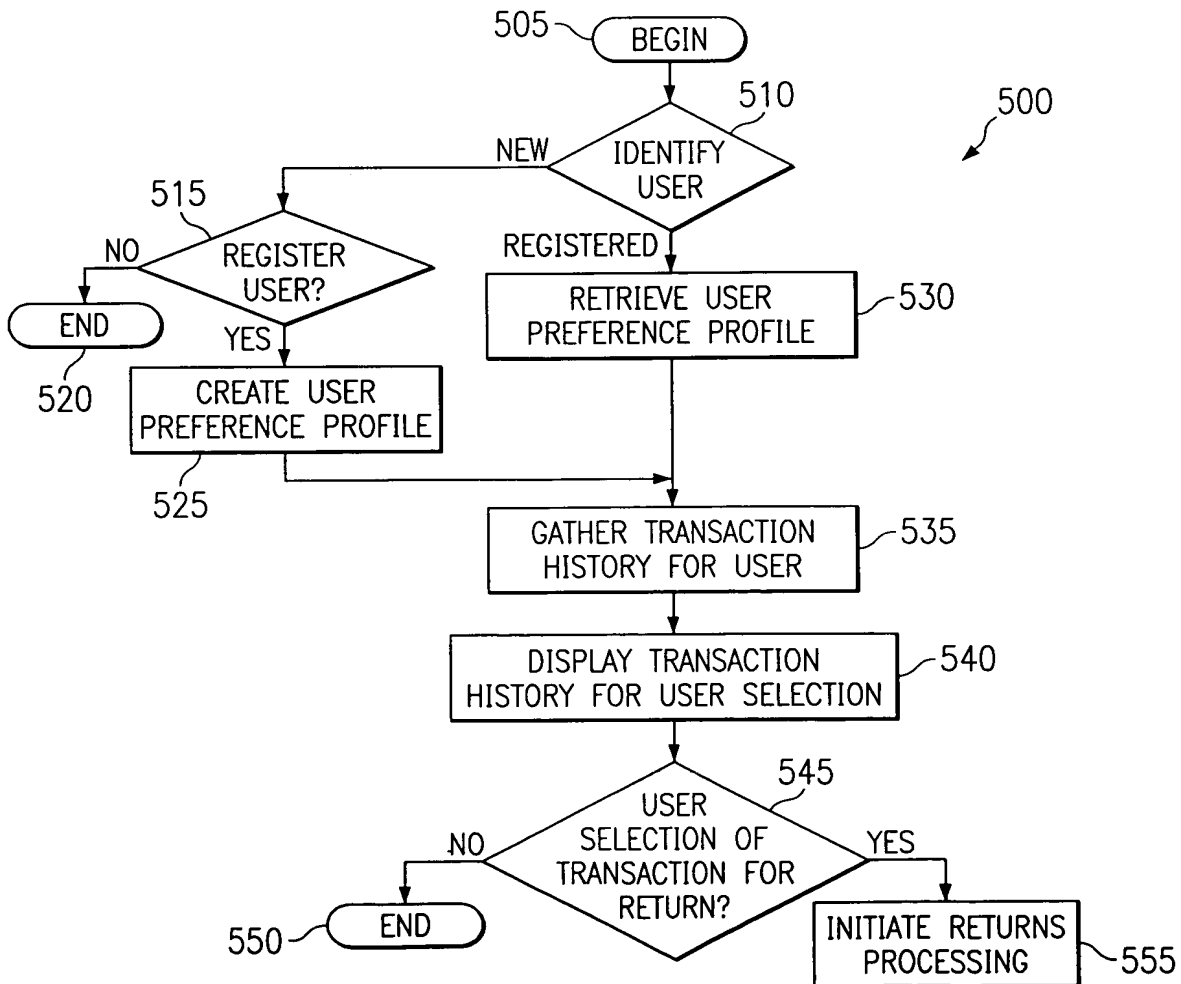 505
BEGIN
510
500
NEW
IDENTIFY
USER
515
NO
REGISTER
USER?
REGISTERED
END
520
YES
RETRIEVE USER
PREFERENCE PROFILE
530
CREATE USER
PREFERENCE PROFILE
525
GATHER TRANSACTION
HISTORY FOR USER
535
DISPLAY TRANSACTION
HISTORY FOR USER SELECTION
540
545
USER
SELECTION OF
TRANSACTION FOR
RETURN?
NO
YES
550
END
INITIATE RETURNS
PROCESSING
555